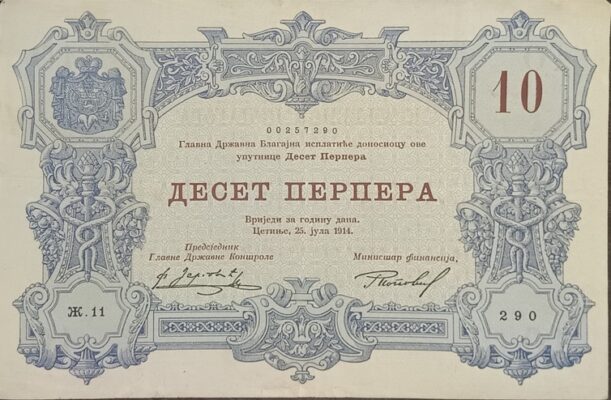 10
00257290
Главна Државна Благајна исплатиће доносиоцу ове
упутнице Десет Перпера
ДЕСЕТ ПЕРПЕРА
Вриједи за годину дана.
Цетиње, 25. јула 1914.
Предсједник
Главне Државне Контроле
Министар финансија,
Ж.11
290